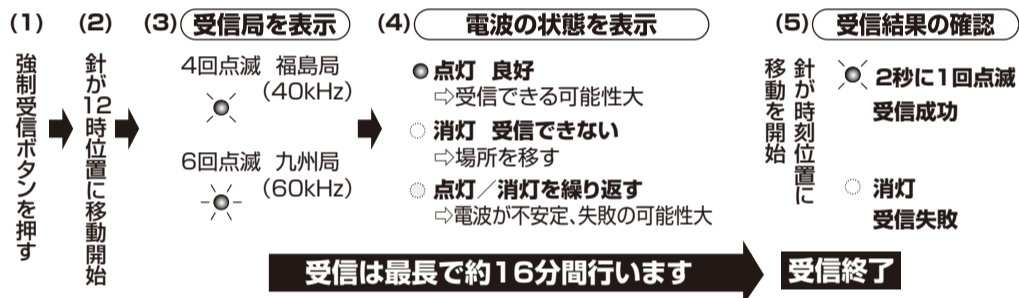 (1)
強制受信ボタンを押す
(2)
針が12時位置に移動開始
(3) 受信局を表示
4回点滅 福島局
(40kHz)
6回点滅 九州局
(60kHz)
(4) 電波の状態を表示
点灯 良好
⇨受信できる可能性大
消灯 受信できない
⇨場所を移す
点灯／消灯を繰り返す
⇨電波が不安定、失敗の可能性大
(5) 受信結果の確認
針が時刻位置に
移動を開始
2秒に1回点滅
受信成功
消灯
受信失敗
受信は最長で約16分間行います
受信終了